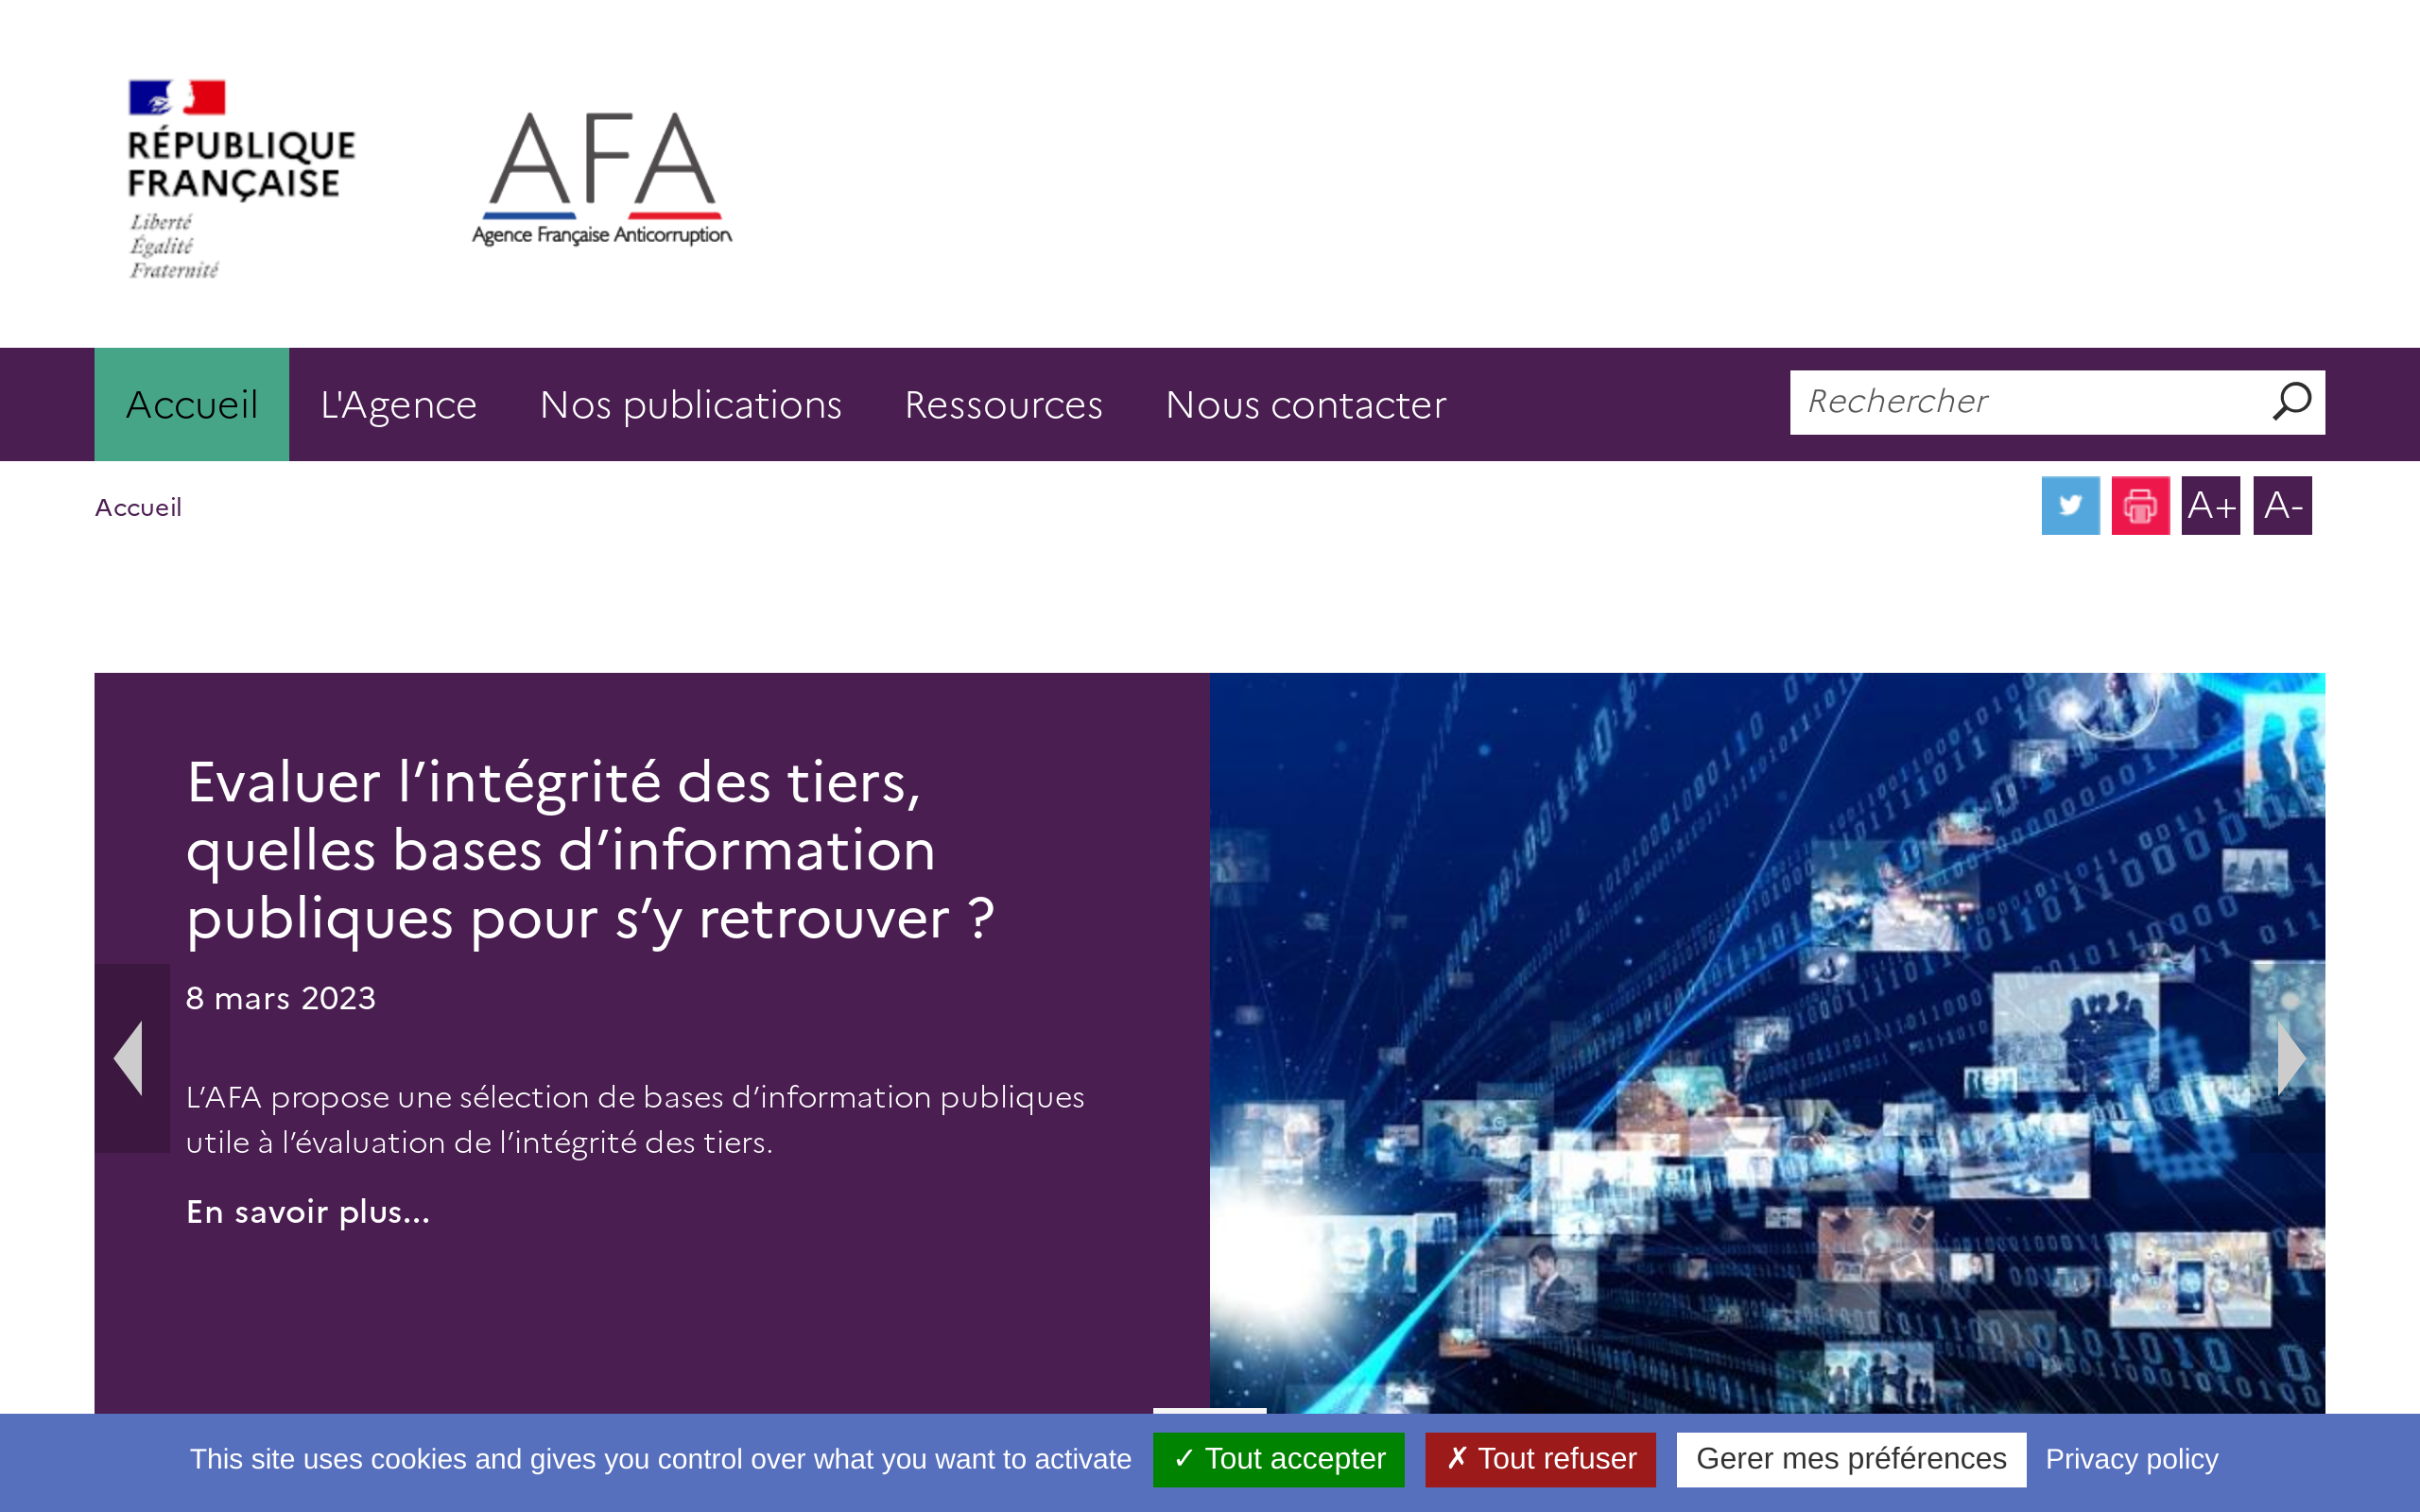 RÉPUBLIQUE
FRANÇAISE
Liberté
Égalité
Fraternité
AFA
Agence Française Anticorruption
Accueil
L'Agence
Nos publications
Ressources
Nous contacter
Rechercher
Accueil
A+
A-
Evaluer l’intégrité des tiers,
quelles bases d’information
publiques pour s’y retrouver ?
8 mars 2023
L’AFA propose une sélection de bases d’information publiques
utile à l’évaluation de l’intégrité des tiers.
En savoir plus...
This site uses cookies and gives you control over what you want to activate
✓ Tout accepter
✗ Tout refuser
Gerer mes préférences
Privacy policy